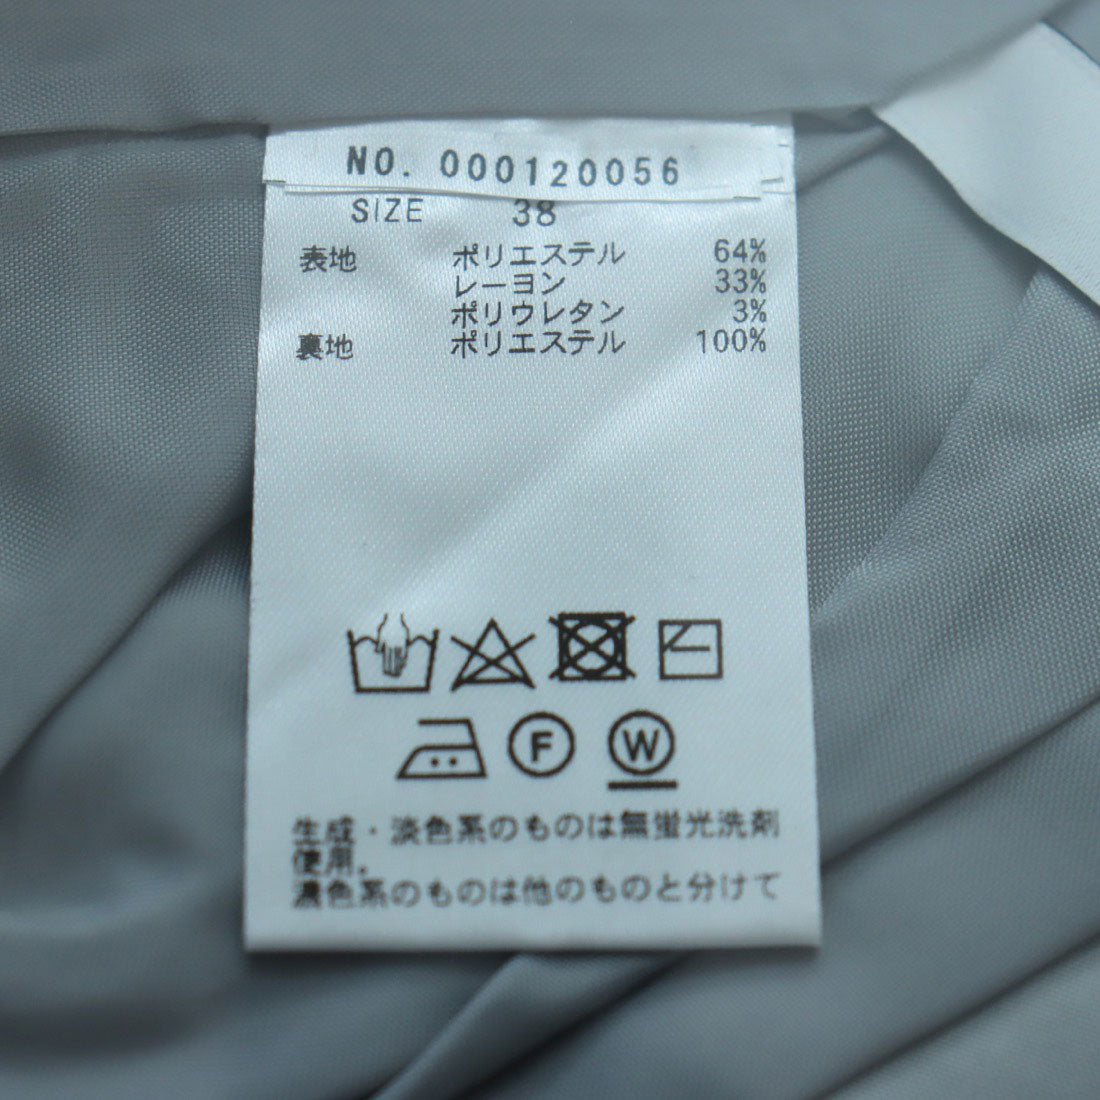 NO. 000120056
SIZE 38
表地 ポリエステル 64%
レーヨン 33%
ポリウレタン 3%
裏地 ポリエステル 100%
F W
生成・淡色系のものは無蛍光洗剤
使用.
濃色系のものは他のものと分けて